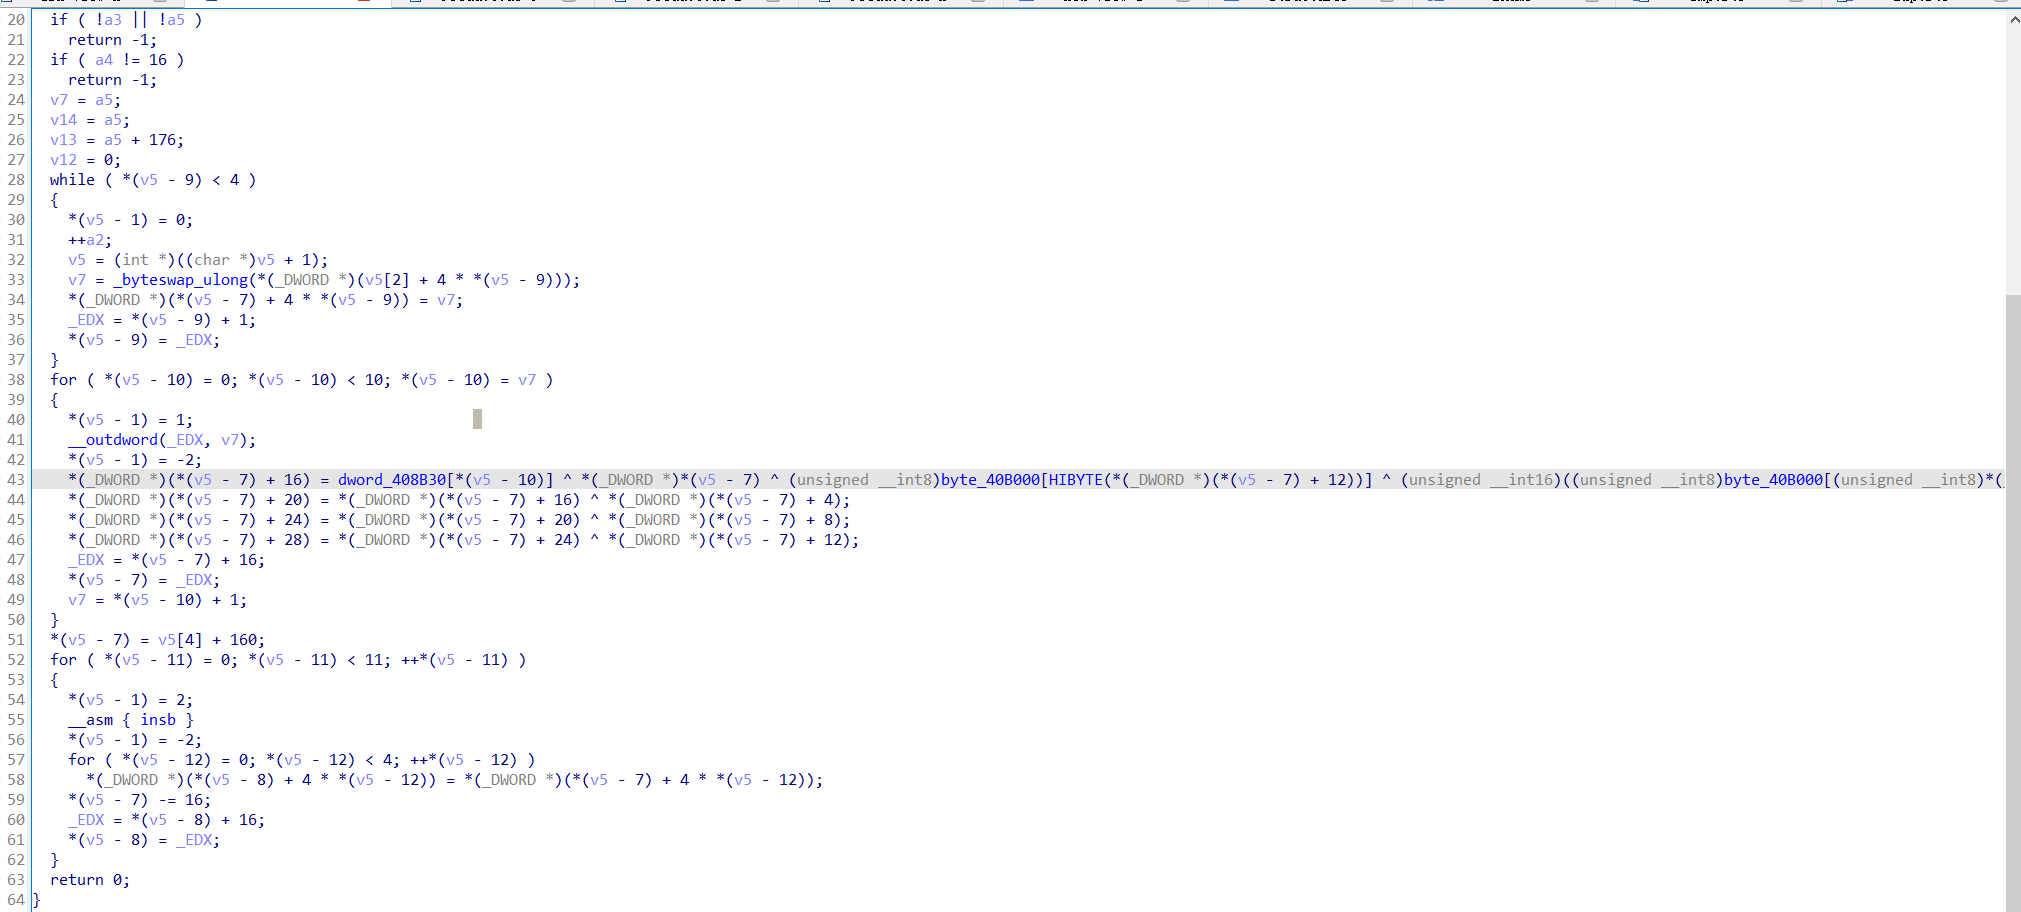 20 if ( !a3 || !a5 )
21 return -1;
22 if ( a4 != 16 )
23 return -1;
24 v7 = a5;
25 v14 = a5;
26 v13 = a5 + 176;
27 v12 = 0;
28 while ( *(v5 - 9) < 4 )
29 {
30 *(v5 - 1) = 0;
31 ++a2;
32 v5 = (int *)((char *)v5 + 1);
33 v7 = _byteswap_ulong(*(_DWORD *)(v5[2] + 4 * *(v5 - 9)));
34 *(_DWORD *)(*(v5 - 7) + 4 * *(v5 - 9)) = v7;
35 _EDX = *(v5 - 9) + 1;
36 *(v5 - 9) = _EDX;
37 }
38 for ( *(v5 - 10) = 0; *(v5 - 10) < 10; *(v5 - 10) = v7 )
39 {
40 *(v5 - 1) = 1;
41 __outdword(_EDX, v7);
42 *(v5 - 1) = -2;
43 *(_DWORD *)(*(v5 - 7) + 16) = dword_408B30[*(v5 - 10)] ^ *(_DWORD *)*(v5 - 7) ^ (unsigned __int8)byte_40B000[HIBYTE(*(_DWORD *)(*(v5 - 7) + 12))] ^ (unsigned __int16)((unsigned __int8)byte_40B000[(unsigned __int8)*(_
44 *(_DWORD *)(*(v5 - 7) + 20) = *(_DWORD *)(*(v5 - 7) + 16) ^ *(_DWORD *)(*(v5 - 7) + 4);
45 *(_DWORD *)(*(v5 - 7) + 24) = *(_DWORD *)(*(v5 - 7) + 20) ^ *(_DWORD *)(*(v5 - 7) + 8);
46 *(_DWORD *)(*(v5 - 7) + 28) = *(_DWORD *)(*(v5 - 7) + 24) ^ *(_DWORD *)(*(v5 - 7) + 12);
47 _EDX = *(v5 - 7) + 16;
48 *(v5 - 7) = _EDX;
49 v7 = *(v5 - 10) + 1;
50 }
51 *(v5 - 7) = v5[4] + 160;
52 for ( *(v5 - 11) = 0; *(v5 - 11) < 11; ++*(v5 - 11) )
53 {
54 *(v5 - 1) = 2;
55 __asm { insb }
56 *(v5 - 1) = -2;
57 for ( *(v5 - 12) = 0; *(v5 - 12) < 4; ++*(v5 - 12) )
58 *(_DWORD *)(*(v5 - 8) + 4 * *(v5 - 12)) = *(_DWORD *)(*(v5 - 7) + 4 * *(v5 - 12));
59 *(v5 - 7) -= 16;
60 _EDX = *(v5 - 8) + 16;
61 *(v5 - 8) = _EDX;
62 }
63 return 0;
64 }